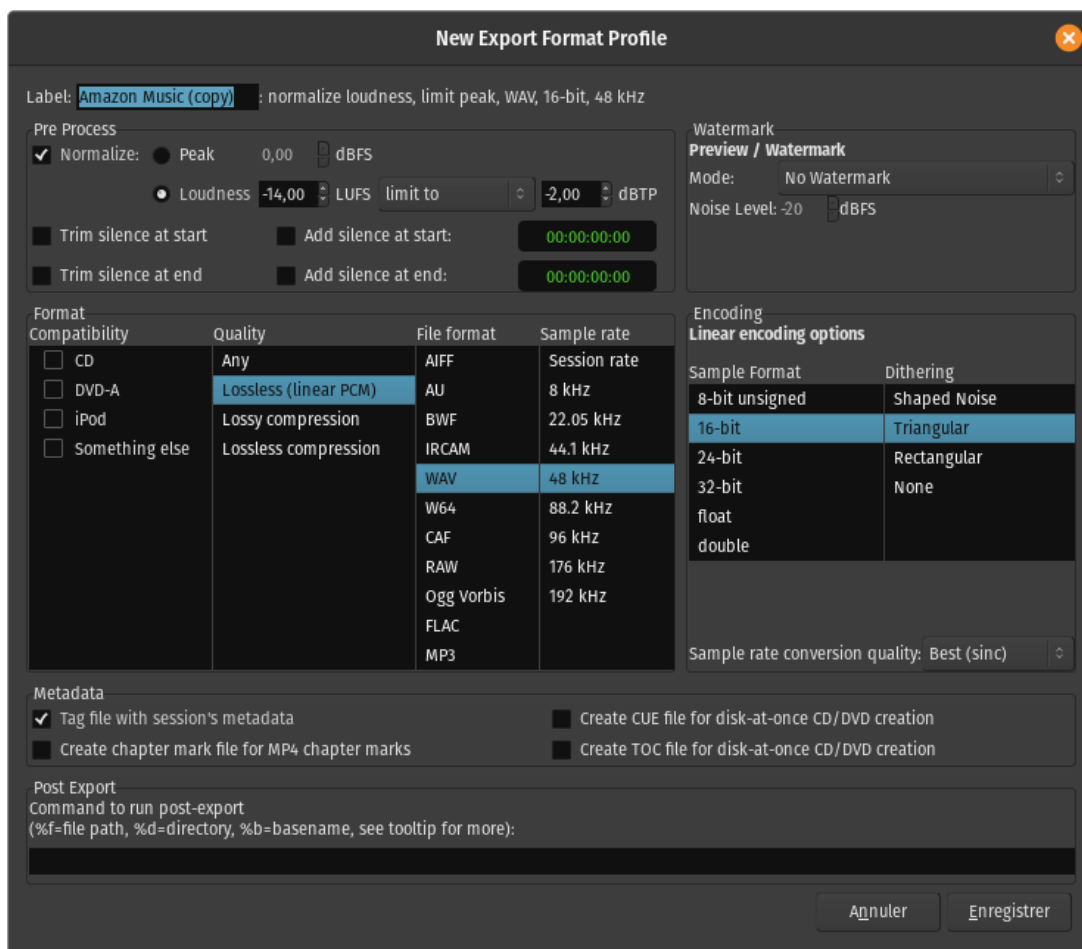 New Export Format Profile
Label: Amazon Music (copy) : normalize loudness, limit peak, WAV, 16-bit, 48 kHz
Pre Process
Normalize: Peak 0,00 dBFS
Loudness -14,00 LUFS limit to -2,00 dBTP
Trim silence at start Add silence at start: 00:00:00:00
Trim silence at end Add silence at end: 00:00:00:00
Watermark
Preview / Watermark
Mode: No Watermark
Noise Level: -20 dBFS
Format
Compatibility Quality File format Sample rate
CD Any AIFF Session rate
DVD-A Lossless (linear PCM) AU 8 kHz
iPod Lossy compression BWF 22.05 kHz
Something else Lossless compression IRCAM 44.1 kHz
WAV 48 kHz
W64 88.2 kHz
CAF 96 kHz
RAW 176 kHz
Ogg Vorbis 192 kHz
FLAC
MP3
Encoding
Linear encoding options
Sample Format Dithering
8-bit unsigned Shaped Noise
16-bit Triangular
24-bit Rectangular
32-bit None
float
double
Sample rate conversion quality: Best (sinc)
Metadata
Tag file with session's metadata Create CUE file for disk-at-once CD/DVD creation
Create chapter mark file for MP4 chapter marks Create TOC file for disk-at-once CD/DVD creation
Post Export
Command to run post-export
(%f=file path, %d=directory, %b=basename, see tooltip for more):
Annuler Enregistrer